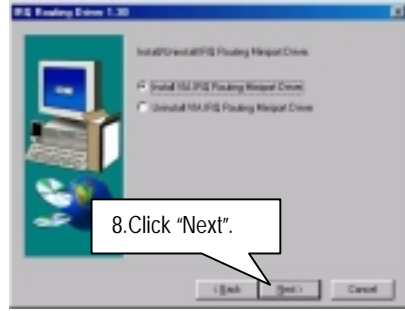 IRQ Routing Driver 1.30
Install/Uninstall IRQ Routing Miniport Driver.
Install VIA IRQ Routing Miniport Driver
Uninstall VIA IRQ Routing Miniport Driver
8.Click “Next”.
< Back
Next >
Cancel